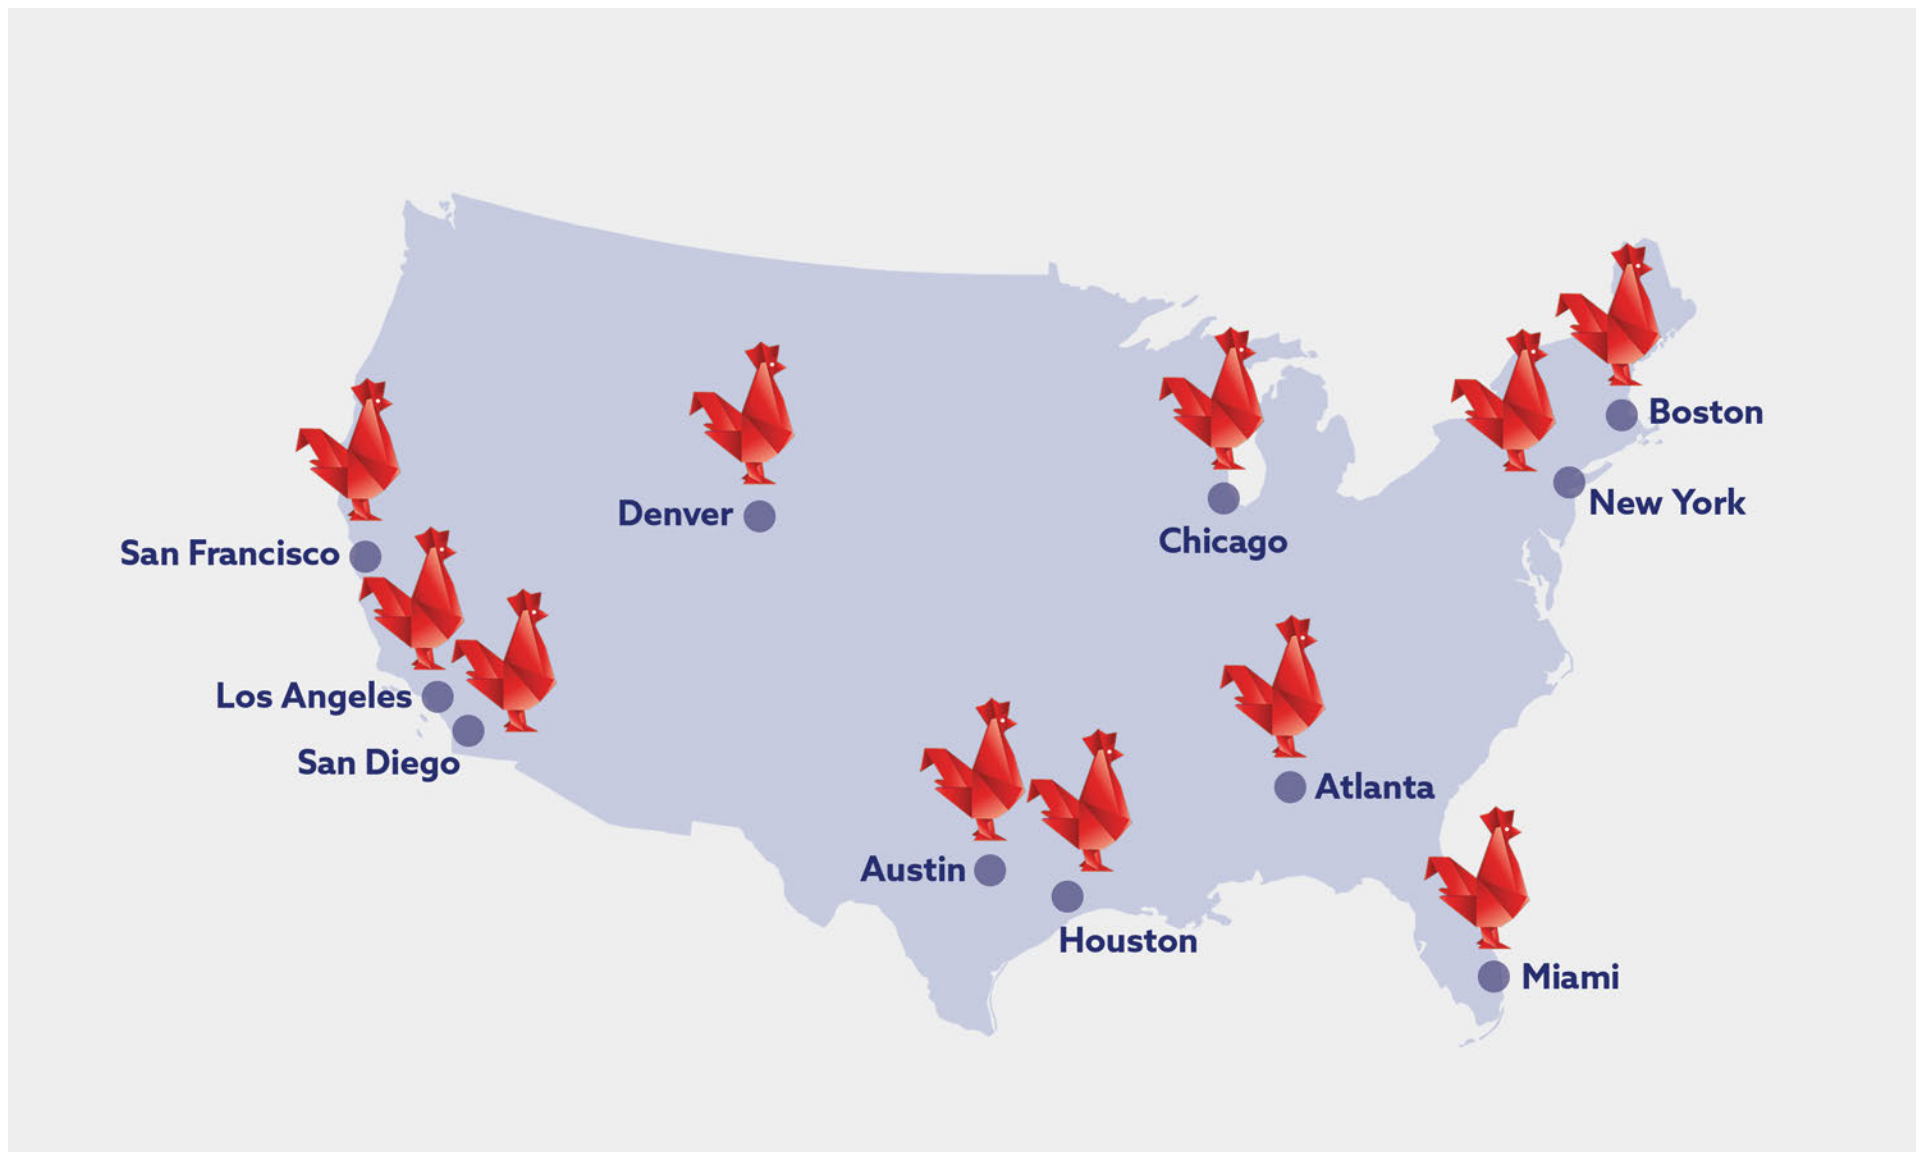 Boston
New York
Denver
Chicago
San Francisco
Los Angeles
San Diego
Atlanta
Austin
Houston
Miami